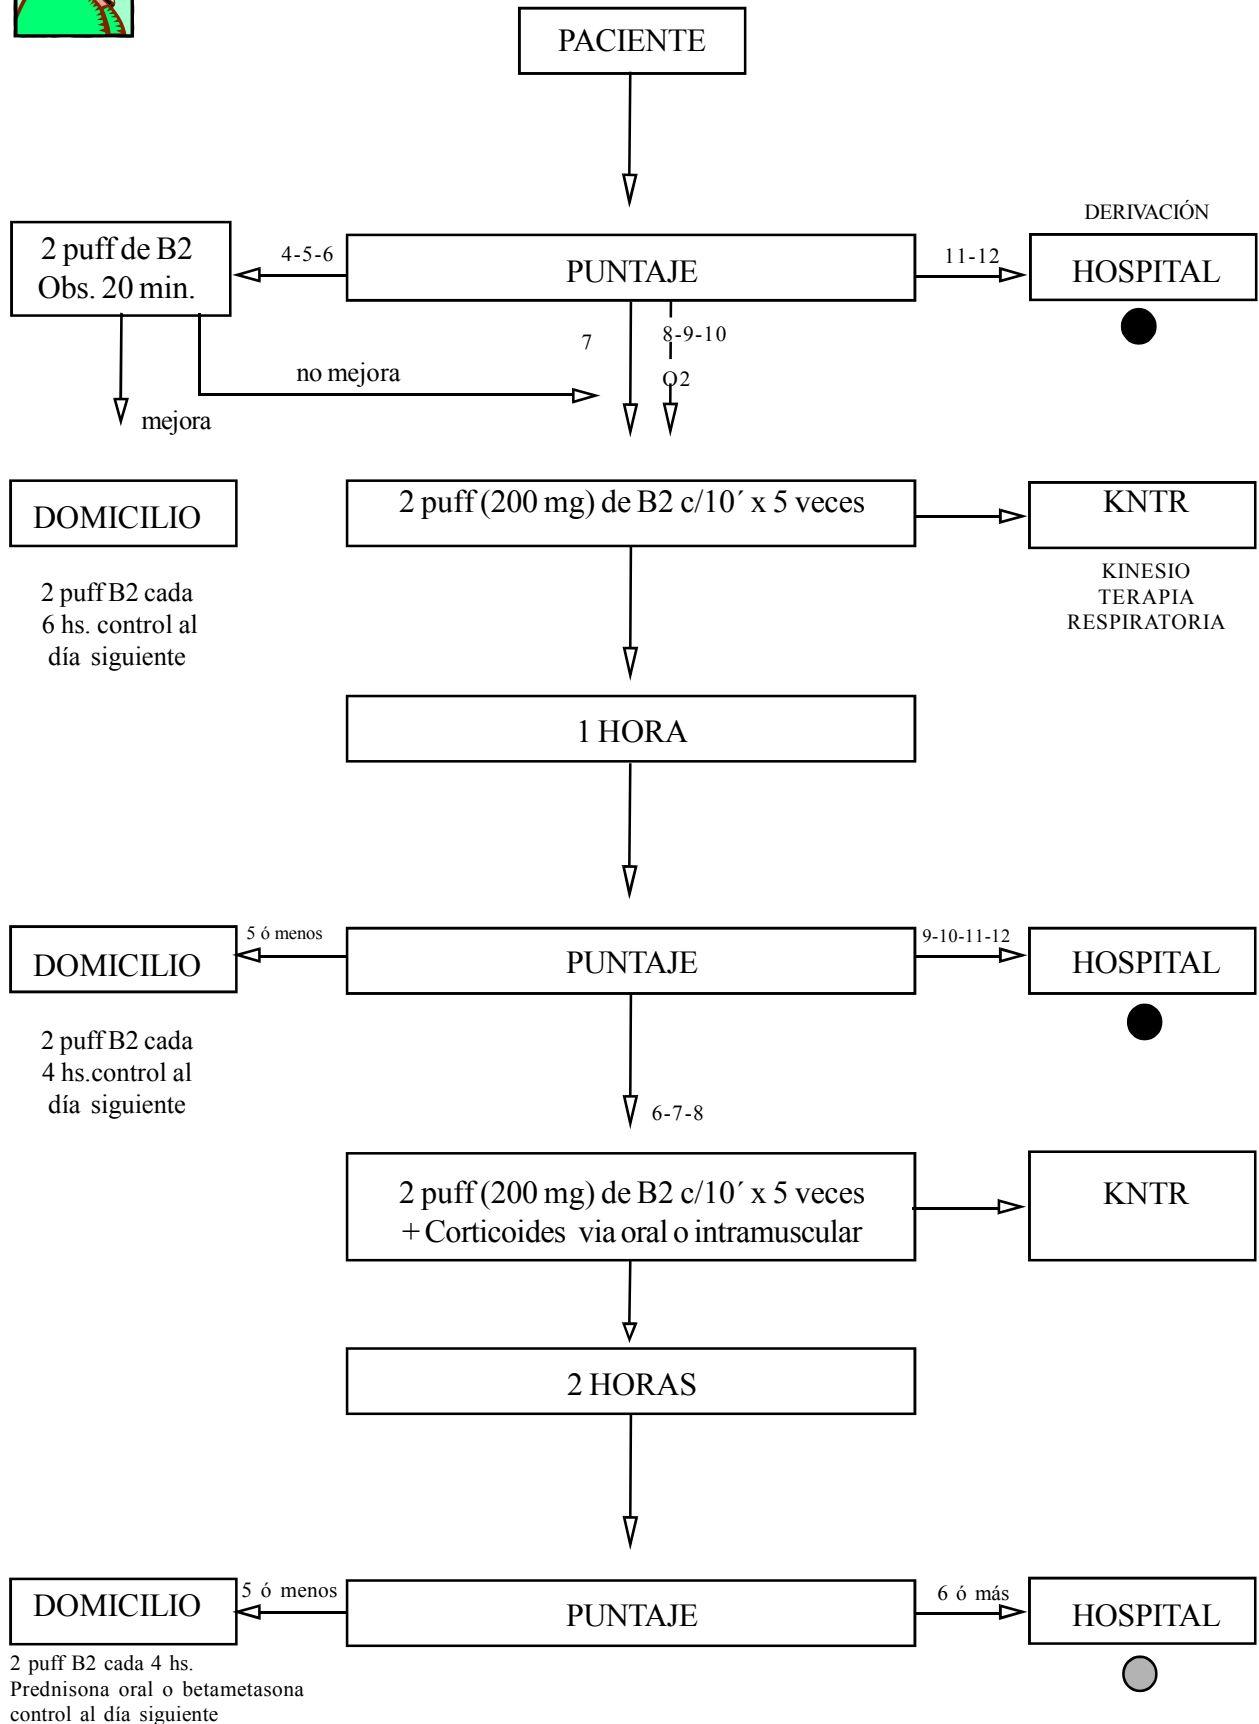 PACIENTE
DERIVACIÓN
2 puff de B2
Obs. 20 min.
4-5-6
PUNTAJE
11-12
HOSPITAL
7
8-9-10
O2
no mejora
mejora
DOMICILIO
2 puff (200 mg) de B2 c/10´ x 5 veces
KNTR
2 puff B2 cada
6 hs. control al
día siguiente
KINESIO
TERAPIA
RESPIRATORIA
1 HORA
DOMICILIO
5 ó menos
PUNTAJE
9-10-11-12
HOSPITAL
2 puff B2 cada
4 hs.control al
día siguiente
6-7-8
2 puff (200 mg) de B2 c/10´ x 5 veces
+ Corticoides via oral o intramuscular
KNTR
2 HORAS
DOMICILIO
5 ó menos
PUNTAJE
6 ó más
HOSPITAL
2 puff B2 cada 4 hs.
Prednisona oral o betametasona
control al día siguiente